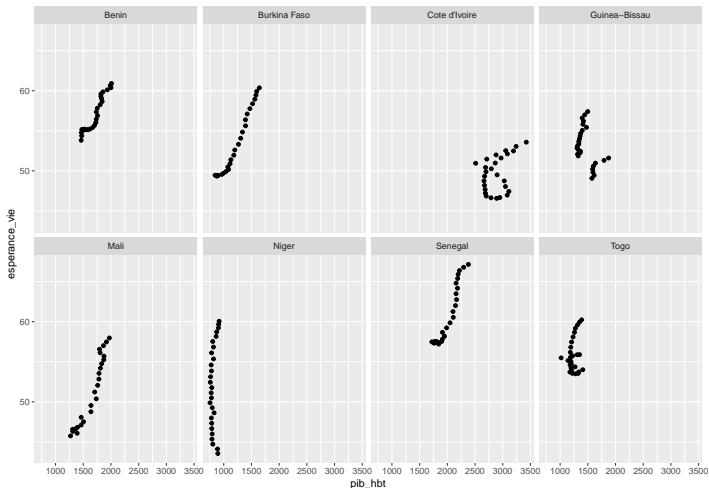 Benin Burkina Faso Cote d'Ivoire Guinea−Bissau
60
50
Mali Niger Senegal Togo
60
50
esperance_vie
1000 1500 2000 2500 3000 3500 1000 1500 2000 2500 3000 3500 1000 1500 2000 2500 3000 3500 1000 1500 2000 2500 3000 3500
pib_hbt